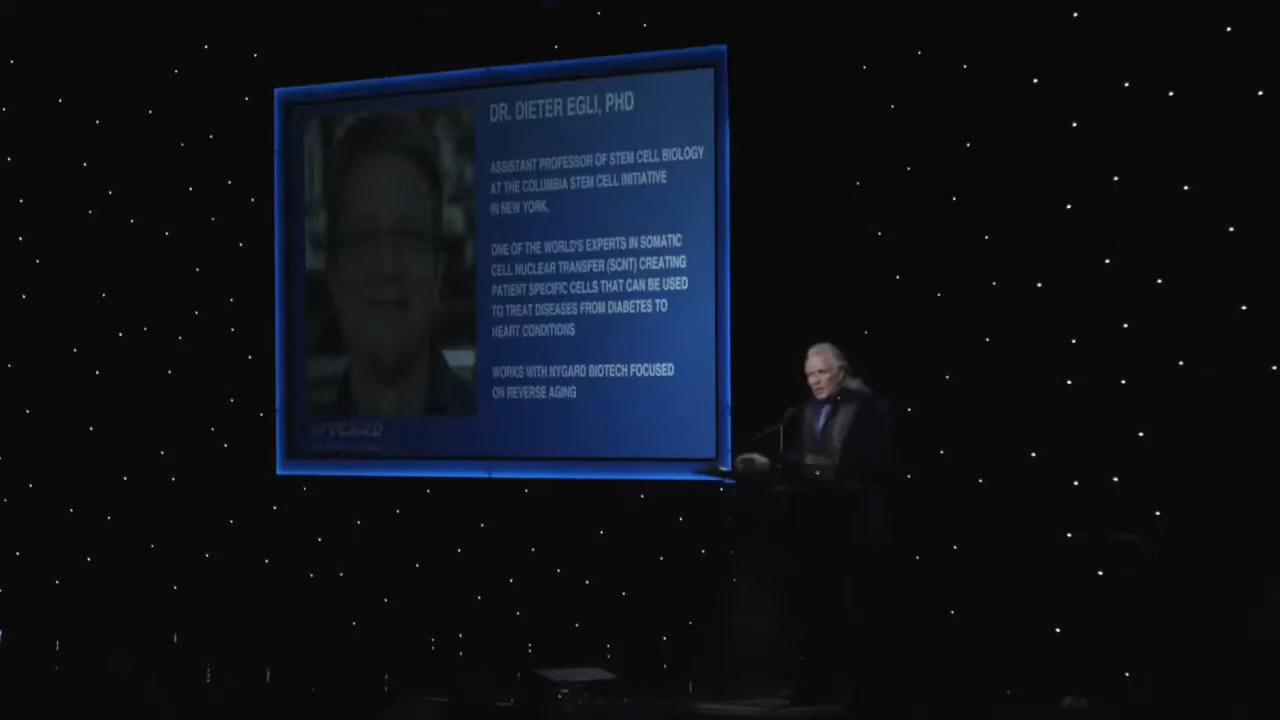 DR. DIETER EGLI, PHD
ASSISTANT PROFESSOR OF STEM CELL BIOLOGY
AT THE COLUMBIA STEM CELL INITIATIVE
IN NEW YORK.
ONE OF THE WORLD'S EXPERTS IN SOMATIC
CELL NUCLEAR TRANSFER (SCNT) CREATING
PATIENT SPECIFIC CELLS THAT CAN BE USED
TO TREAT DISEASES FROM DIABETES TO
HEART CONDITIONS
WORKS WITH NYGARD BIOTECH FOCUSED
ON REVERSE AGING
NYGARD